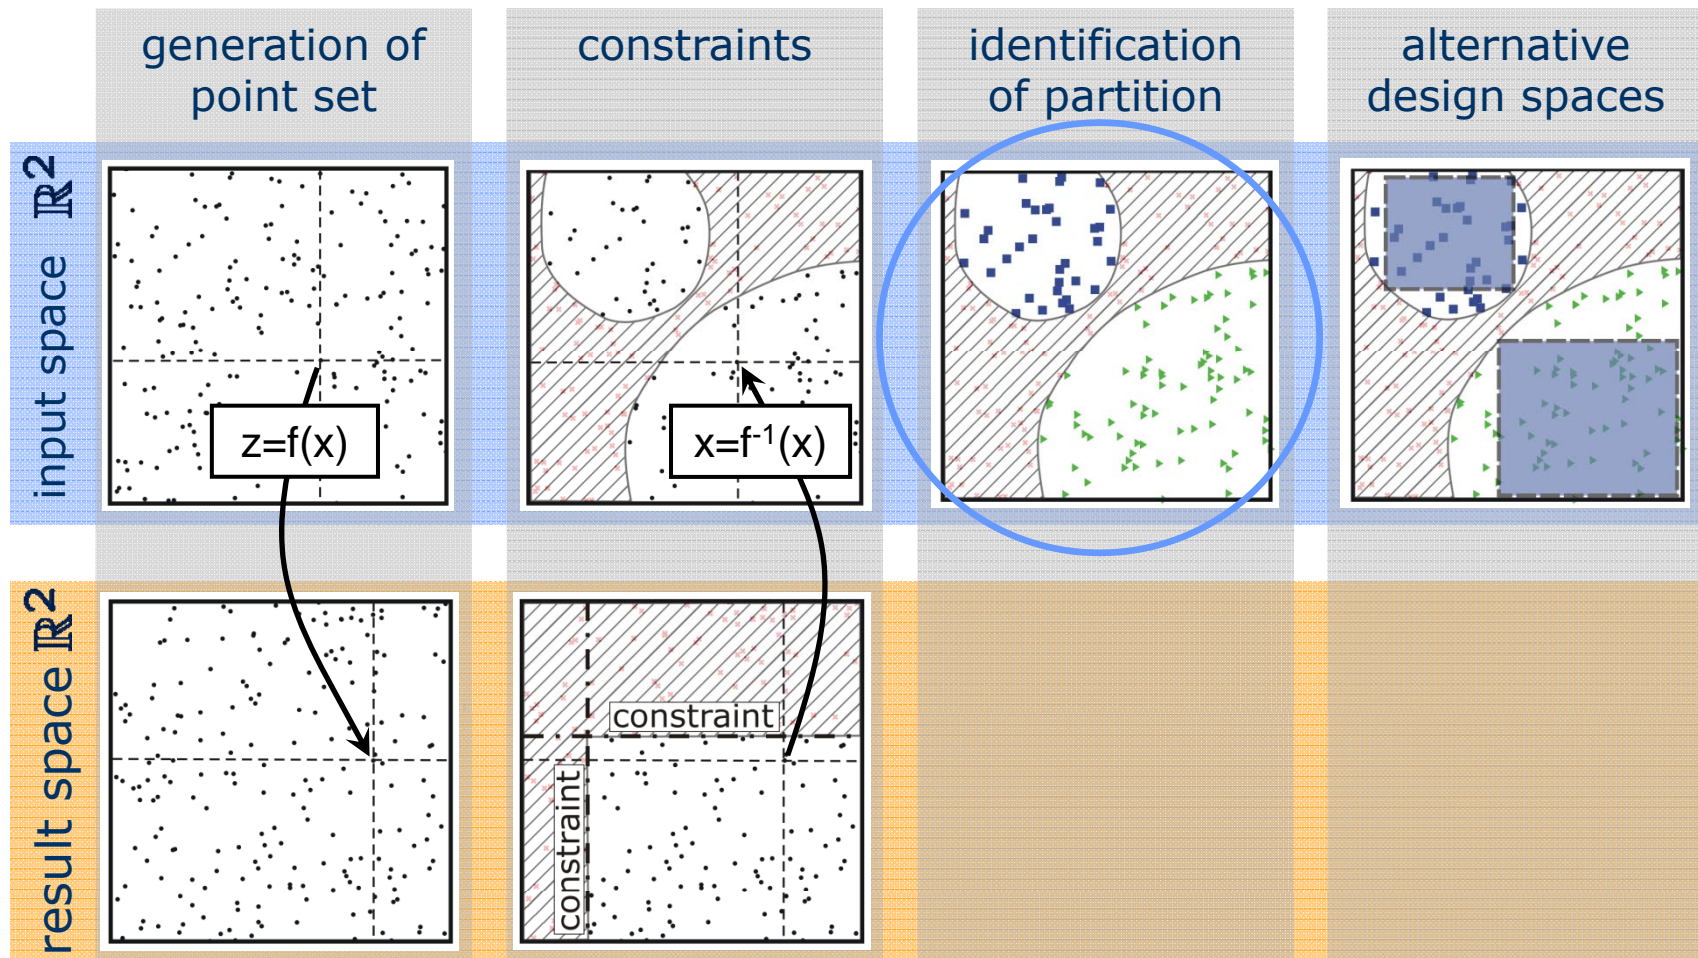 generation of
point set
constraints
identification
of partition
alternative
design spaces
input space ℝ²
z=f(x)
x=f⁻¹(x)
result space ℝ²
constraint
constraint